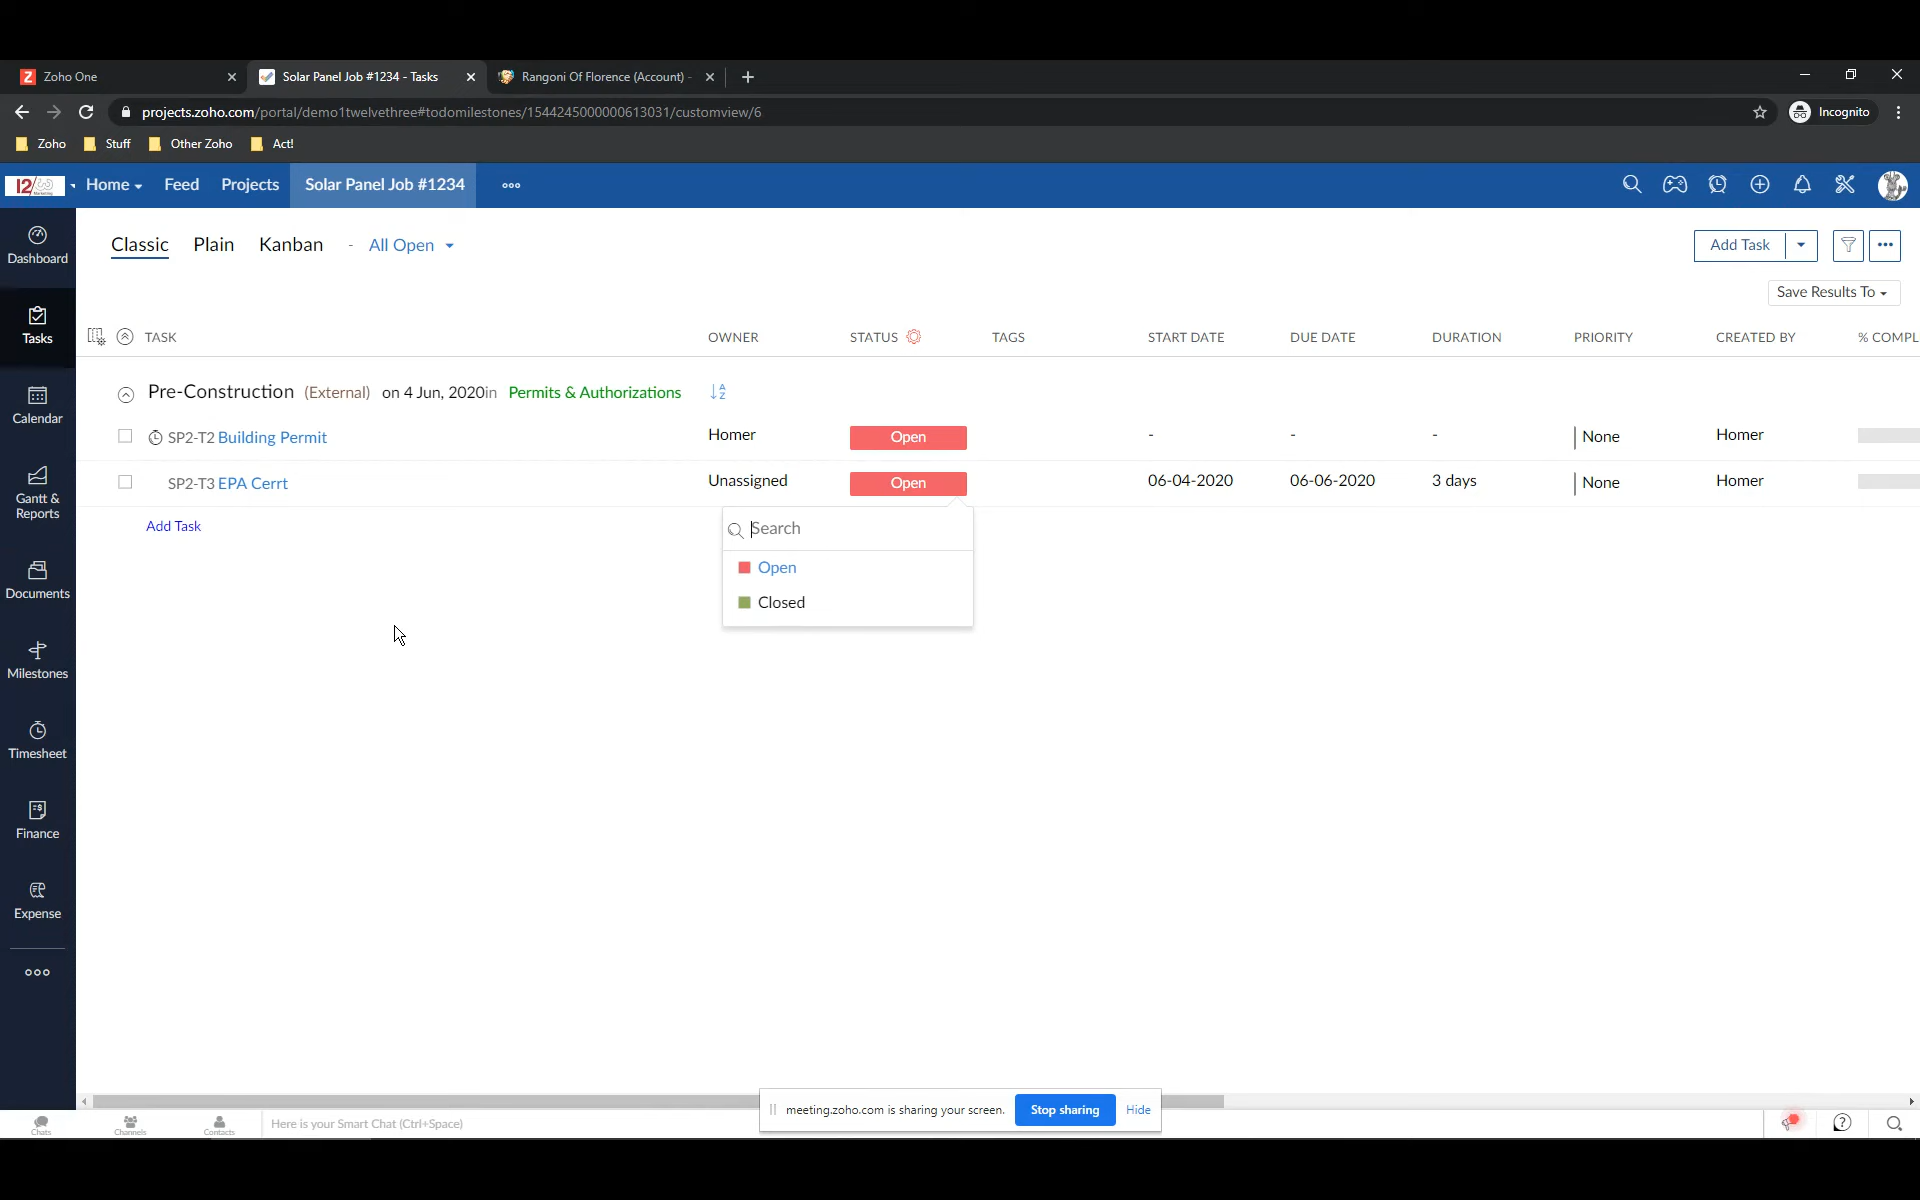 Zoho One
Solar Panel Job #1234 - Tasks
Rangoni Of Florence (Account) -
projects.zoho.com/portal/demo1twelvethree#todomilestones/1544245000000613031/customview/6
Incognito
Zoho
Stuff
Other Zoho
Act!
Home
Feed
Projects
Solar Panel Job #1234
Dashboard
Tasks
Calendar
Gantt &
Reports
Documents
Milestones
Timesheet
Finance
Expense
Classic
Plain
Kanban
- All Open
Add Task
Save Results To
TASK OWNER STATUS TAGS START DATE DUE DATE DURATION PRIORITY CREATED BY % COMPL
Pre-Construction (External) on 4 Jun, 2020in Permits & Authorizations
SP2-T2 Building Permit Homer Open - - - None Homer
SP2-T3 EPA Cerrt Unassigned Open 06-04-2020 06-06-2020 3 days None Homer
Add Task
Search
Open
Closed
meeting.zoho.com is sharing your screen. Stop sharing Hide
Chats
Channels
Contacts
Here is your Smart Chat (Ctrl+Space)